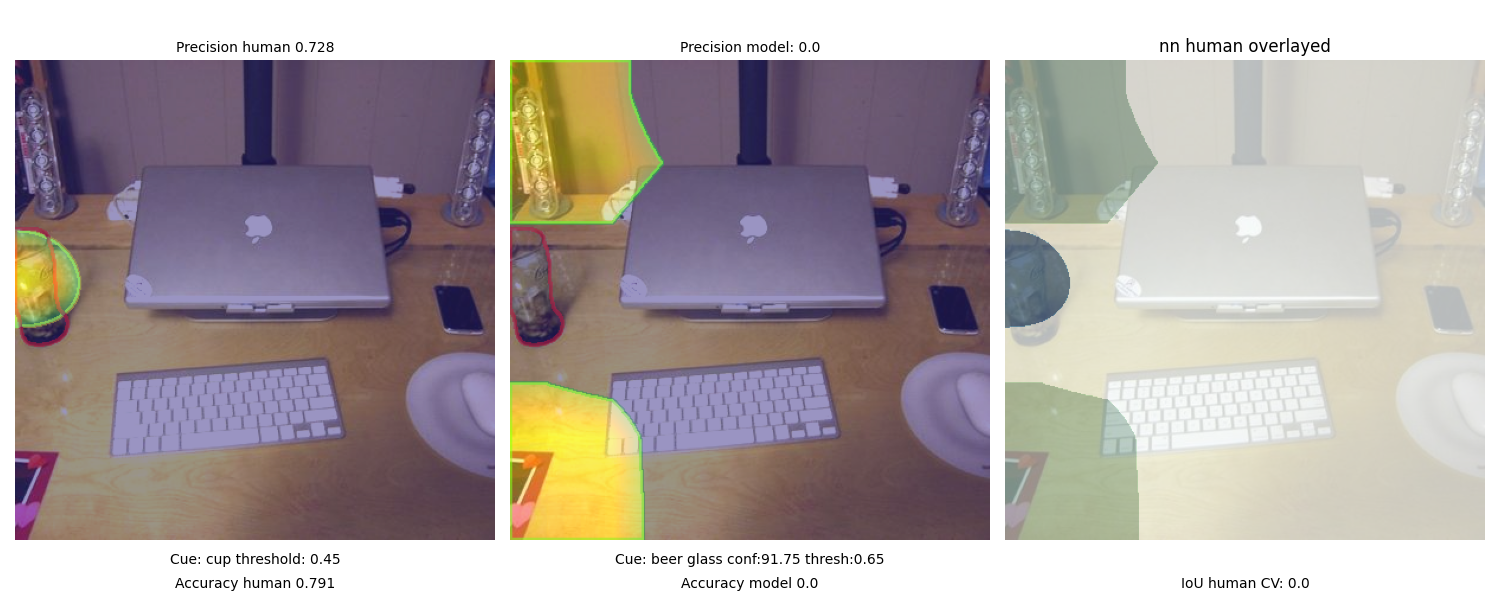 Precision human 0.728
Precision model: 0.0
nn human overlayed
Cue: cup threshold: 0.45
Cue: beer glass conf:91.75 thresh:0.65
Accuracy human 0.791
Accuracy model 0.0
IoU human CV: 0.0